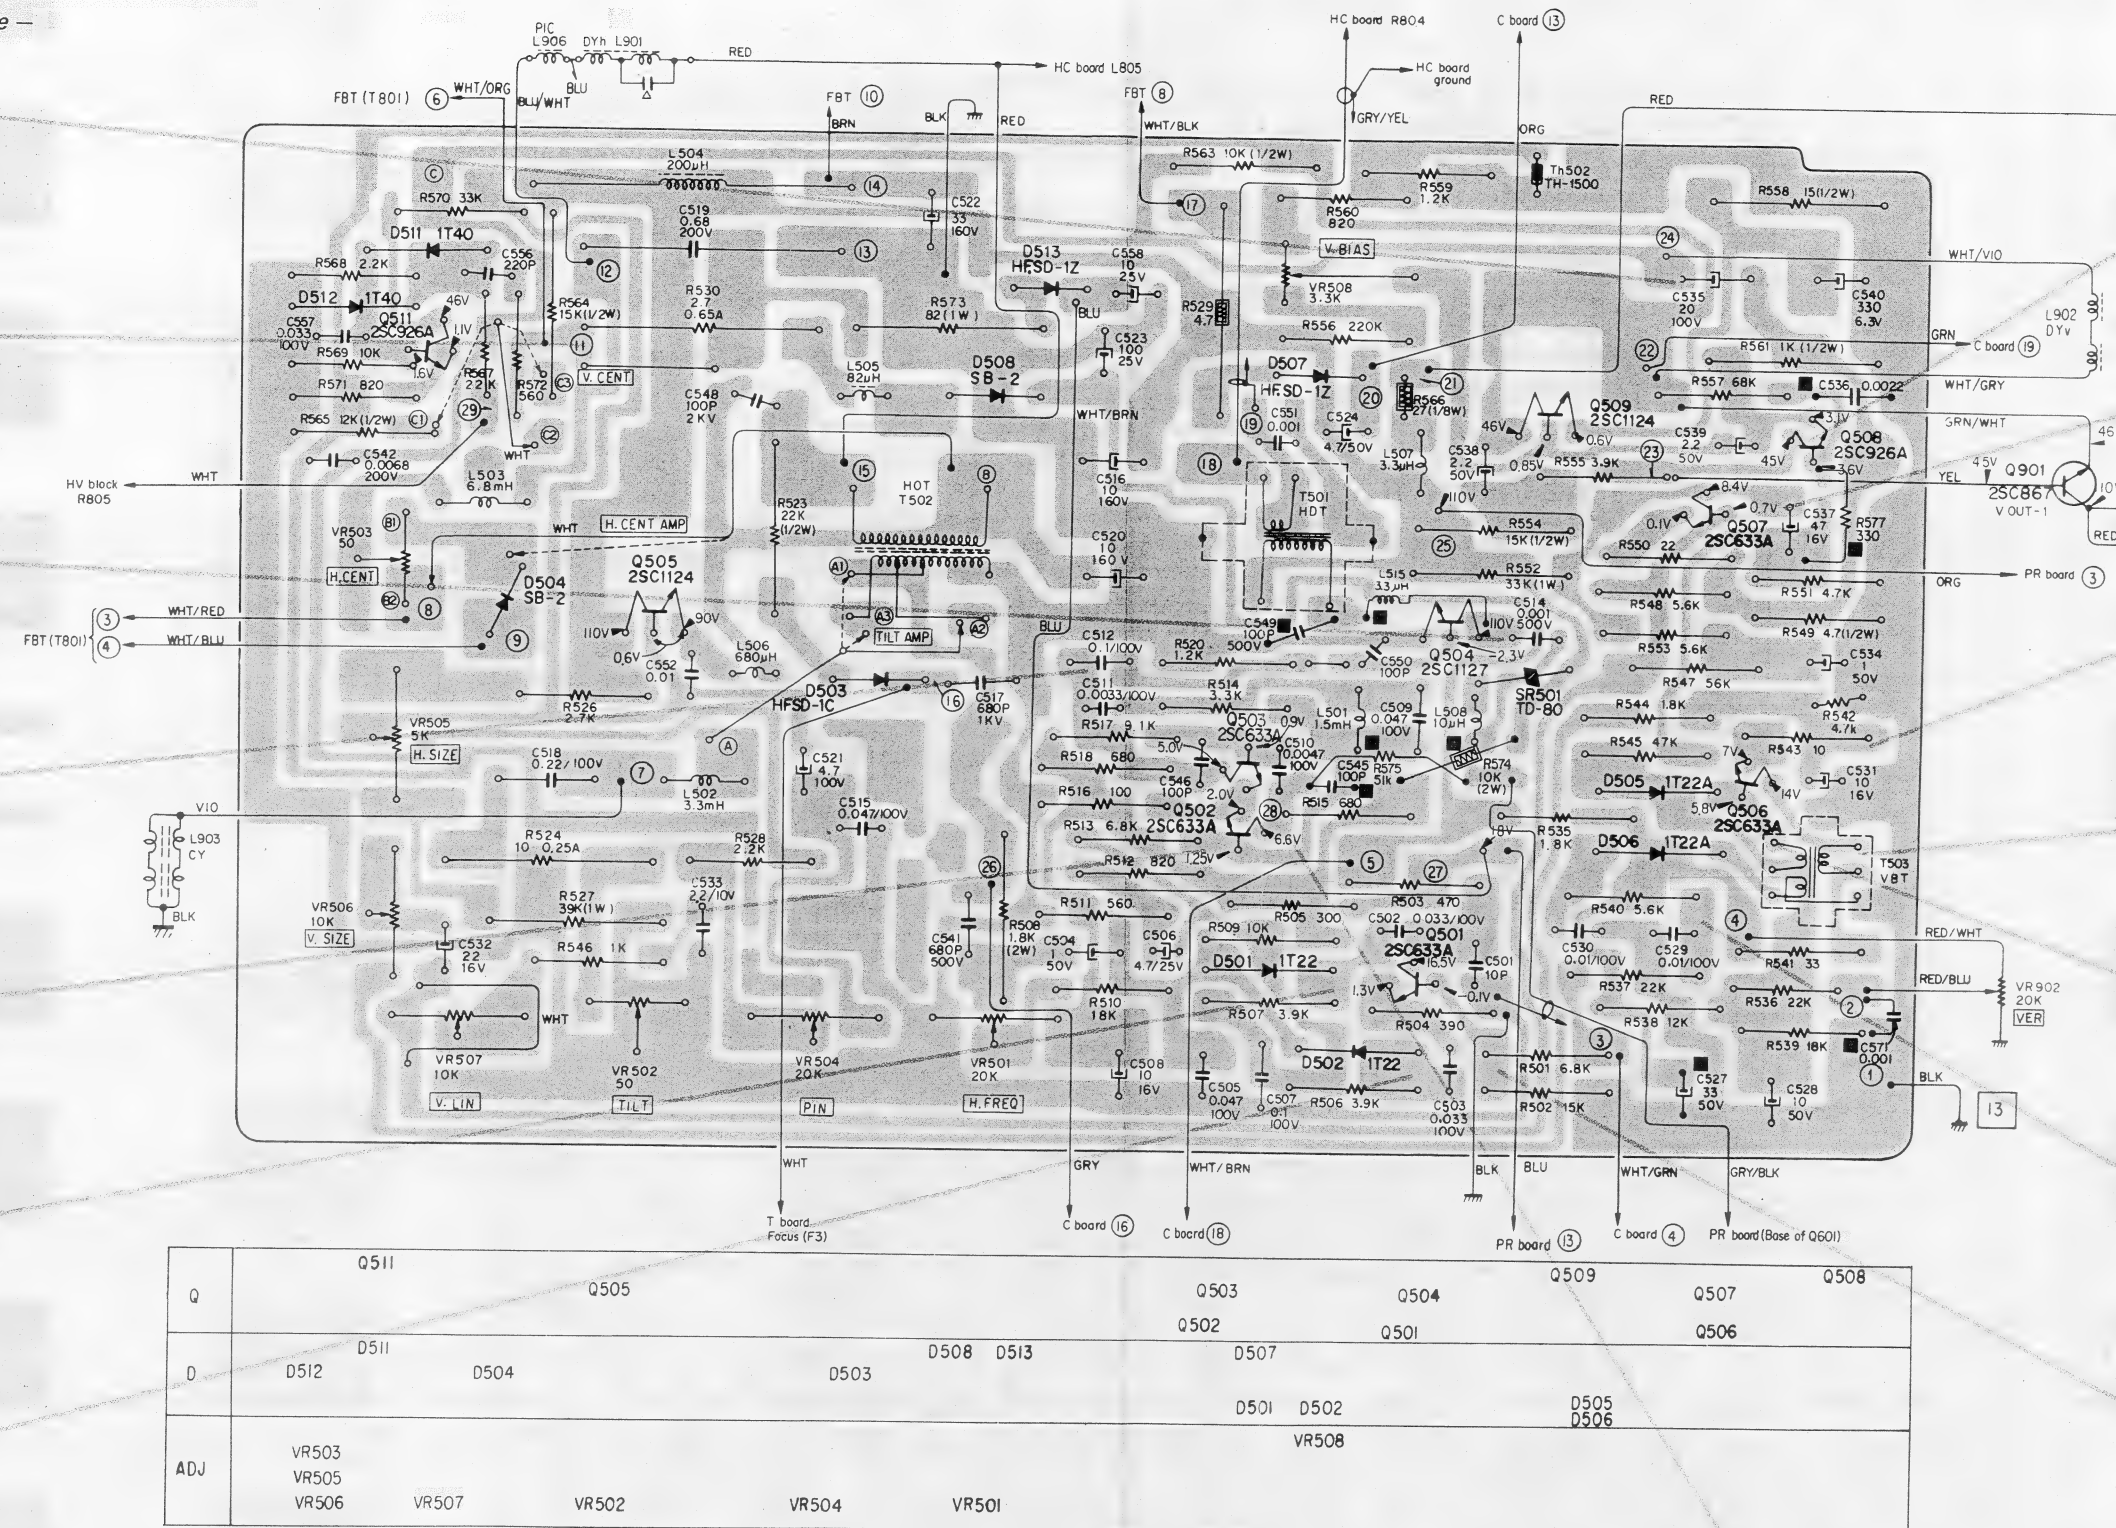 e —
PIC
L906
DYh L901
RED
BLU
BLU/WHT
HC board L805
HC board R804
HC board
ground
C board 13
FBT (T801) 6
WHT/ORG
FBT 10
BRN
BLK
RED
FBT 8
WHT/BLK
GRY/YEL
ORG
RED
C
R570 33K
D511 1T40
C556
220P
R568 2.2K
D512 1T40
46V
Q511
2SC926A
1.1V
C557
0.033
100V
R569 10K
1.6V
R567
22K
R572
560
R571 820
R565 12K(1/2W)
C1
29
C2
C3
WHT
C542
0.0068
200V
L503
6.8mH
HV block
R805
WHT
L504
200μH
14
C519
0.68
200V
13
12
C522
33
160V
R564
15K(1/2W)
R530
2.7
0.65A
R573
82(1W)
11
V. CENT
D513
HFSD-1Z
C558
10
25V
BLU
C523
100
25V
L505
82μH
D508
SB-2
C548
100P
2KV
WHT/BRN
15
HOT
T502
8
C516
10
160V
R523
22K
(1/2W)
C520
10
160V
17
R563 10K(1/2W)
R560
820
R559
1.2K
Th502
TH-1500
V. BIAS
VR508
3.3K
R529
4.7
R556 220K
D507
HFSD-1Z
20
21
R566
27(1/8W)
19
C551
0.001
C524
4.7/50V
18
L507
3.3μH
C538
2.2
50V
T501
HDT
110V
46V
0.85V
Q509
2SC1124
0.6V
R555 3.9K
23
R554
15K(1/2W)
25
R552
33K(1W)
R558 15(1/2W)
24
WHT/VIO
C535
20
100V
C540
330
6.3V
L902
DYv
GRN
C board 19
22
R561 1K(1/2W)
WHT/GRY
R557 68K
C536 0.0022
GRN/WHT
46
3.1V
C539
2.2
50V
Q508
2SC926A
45V
3.6V
YEL
45V
Q901
2SC867
V OUT-1
10V
RED
8.4V
0.7V
0.1V
Q507
2SC633A
C537
47
16V
R577
330
R550 22
ORG
PR board 3
R551 4.7K
R548 5.6K
R549 4.7(1/2W)
R553 5.6K
C534
1
50V
R547 56K
R542
4.7k
R544 1.8K
R543 10
R545 47K
7V
D505 1T22A
C531
10
16V
14V
5.8V
Q506
2SC633A
D506 1T22A
T503
VBT
B1
VR503
50
H.CENT
B2
8
WHT
H. CENT AMP
D504
SB-2
9
FBT(T801)
3
WHT/RED
4
WHT/BLU
Q505
2SC1124
110V
90V
0.6V
C552
0.01
L506
680μH
A1
A3
A2
TILT AMP
BLU
D503
HFSD-1C
16
C517
680P
1KV
R526
2.7K
VR505
5K
H. SIZE
C518
0.22/100V
7
L502
3.3mH
A
C521
4.7
100V
C515
0.047/100V
C512
0.1/100V
C511
0.0033/100V
R520
1.2K
R514
3.3K
R517 9.1K
R518 680
R516 100
R513 6.8K
R512 820
R511 560
5.0V
Q503
2SC633A
0.9V
C510
0.0047
100V
C546
100P
2.0V
Q502
2SC633A
28
6.6V
1.25V
C549
100P
500V
L515
33μH
C550
100P
Q504
2SC1127
110V
C514
0.001
500V
-2.3V
SR501
TD-80
L501
1.5mH
C509
0.047
100V
L508
10μH
C545
100P
R575
51k
R574
10K
(2W)
R515 680
18V
R535
1.8K
5
27
R503 470
R505 300
C502 0.033/100V
R509 10K
Q501
2SC633A
16.5V
D501 1T22
1.3V
-0.1V
C501
10P
R507 3.9K
R504 390
D502 1T22
R506 3.9K
C503
0.033
100V
VIO
L903
CY
BLK
R524
10 0.25A
R528
2.2K
26
VR506
10K
V. SIZE
R527
39K(1W)
C533
2.2/10V
C541
680P
500V
R508
1.8K
(2W)
C532
22
16V
R546 1K
C504
1
50V
C506
4.7/25V
R510
18K
WHT
VR507
10K
V. LIN
VR502
50
TILT
VR504
20K
PIN
VR501
20K
H.FREQ
C508
10
16V
C505
0.047
100V
C507
0.1
100V
R501 6.8K
R502 15K
3
R540 5.6K
4
RED/WHT
C530
0.01/100V
C529
0.01/100V
R541 33
R537 22K
RED/BLU
VR902
20K
VER
R536 22K
2
R538 12K
R539 18K
C571
0.001
1
BLK
C527
33
50V
C528
10
50V
13
WHT
T board
Focus (F3)
GRY
C board 16
WHT/BRN
C board 18
BLK
BLU
PR board 13
WHT/GRN
C board 4
GRY/BLK
PR board (Base of Q601)
Q
Q511 Q505 Q503 Q502 Q504 Q501 Q509 Q507 Q506 Q508
D
D512 D511 D504 D503 D508 D513 D507 D501 D502 D505 D506
ADJ
VR503
VR505
VR506 VR507 VR502 VR504 VR501 VR508